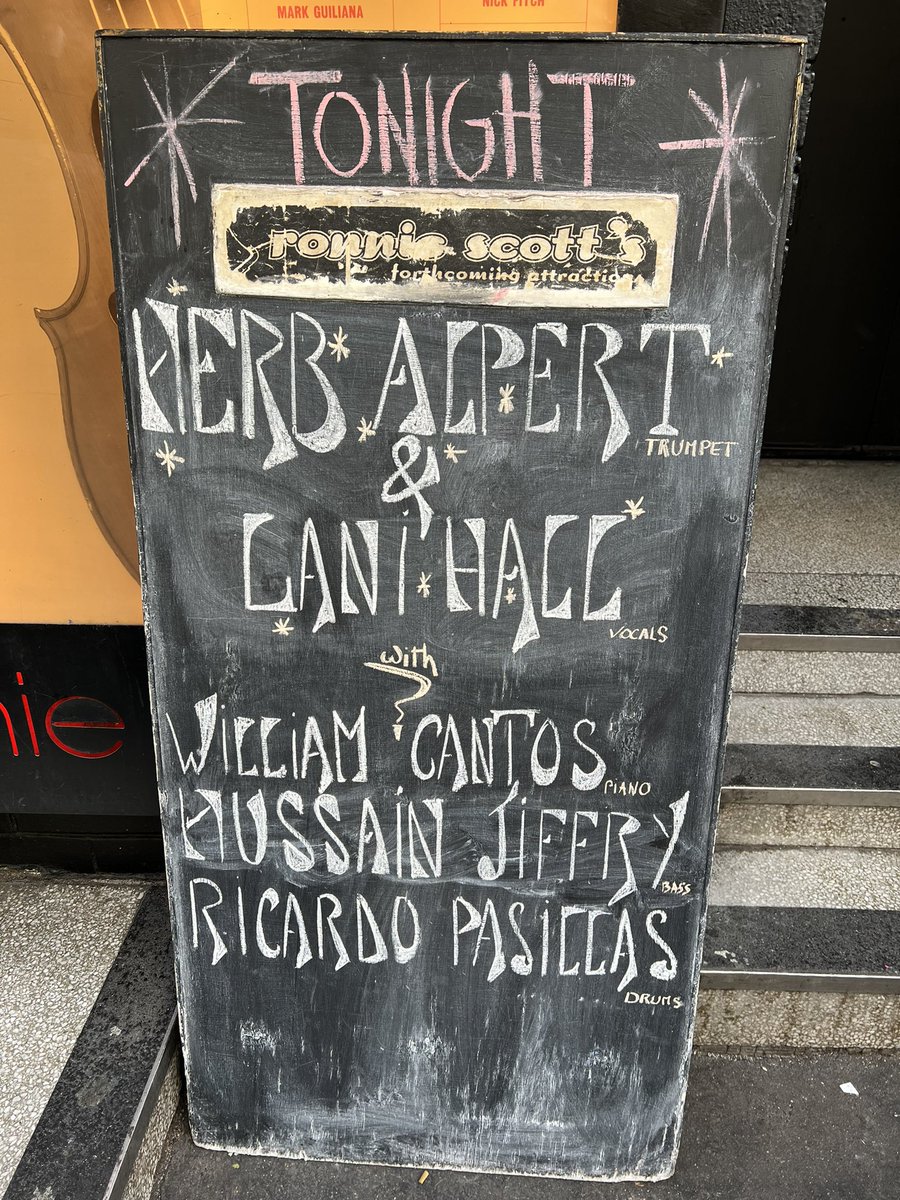 MARK GUILIANA
NICK FITCH
TONIGHT
ronnie scott's
forthcoming attractions
HERB ALPERT
TRUMPET
&
LANI HALL
VOCALS
with
WILLIAM CANTOS
PIANO
HUSSAIN JIFFRY
BASS
RICARDO PASILLAS
DRUMS
nie